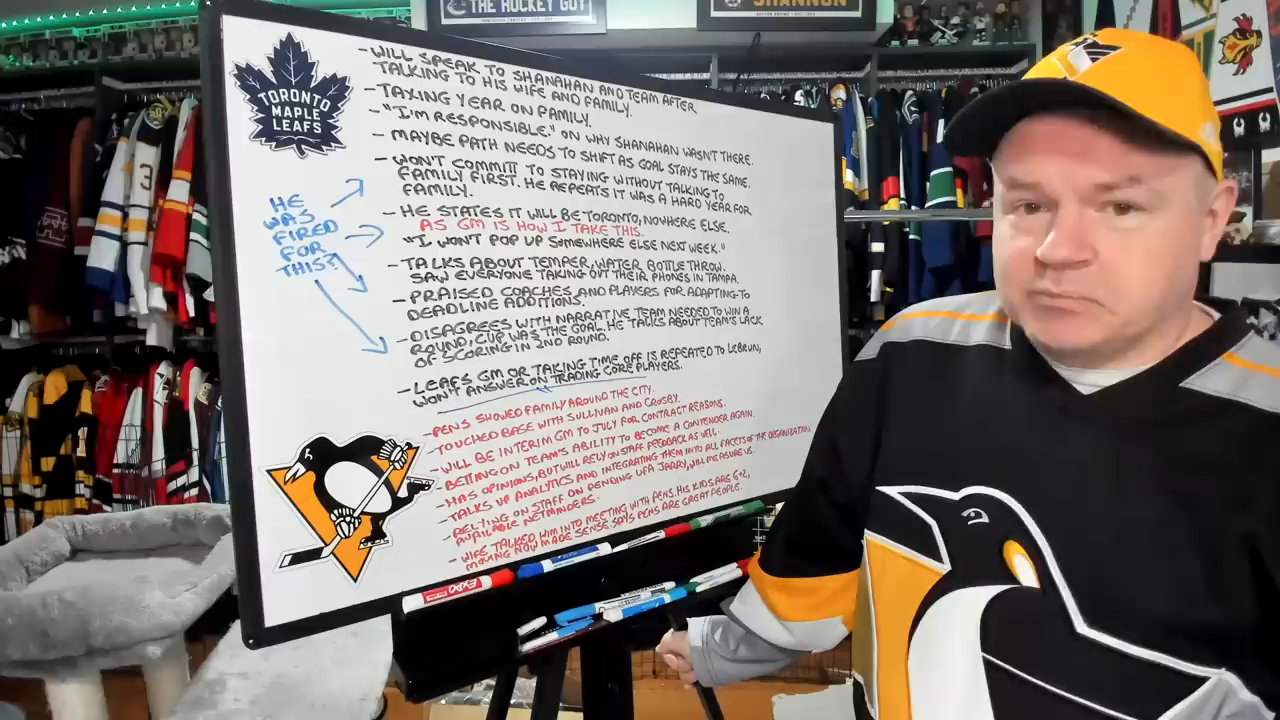 THE HOCKEY GUY
VANCOUVER CANUCKS
SHANNON
TORONTO
MAPLE
LEAFS
- WILL SPEAK TO SHANAHAN AND TEAM AFTER
TALKING TO HIS WIFE AND FAMILY.
- TAXING YEAR ON FAMILY.
- "I'M RESPONSIBLE." ON WHY SHANAHAN WASN'T THERE.
- MAYBE PATH NEEDS TO SHIFT AS GOAL STAYS THE SAME.
- WON'T COMMIT TO STAYING WITHOUT TALKING TO
FAMILY FIRST. HE REPEATS IT WAS A HARD YEAR FOR
FAMILY.
- HE STATES IT WILL BE TORONTO, NOWHERE ELSE.
AS GM IS HOW I TAKE THIS.
"I WON'T POP UP SOMEWHERE ELSE NEXT WEEK."
- TALKS ABOUT TEMPER, WATER BOTTLE THROW.
SAW EVERYONE TAKING OUT THEIR PHONES IN TAMPA.
- PRAISED COACHES AND PLAYERS FOR ADAPTING TO
DEADLINE ADDITIONS.
- DISAGREES WITH NARRATIVE TEAM NEEDED TO WIN A
ROUND, CUP WAS THE GOAL. HE TALKS ABOUT TEAM'S LACK
OF SCORING IN 2ND ROUND.
- LEAFS GM OR TAKING TIME OFF IS REPEATED TO LEBRUN,
WON'T ANSWER ON TRADING CORE PLAYERS.
HE
WAS
FIRED
FOR
THIS?
- PENS SHOWED FAMILY AROUND THE CITY.
- TOUCHED BASE WITH SULLIVAN AND CROSBY.
- WILL BE INTERIM GM TO JULY FOR CONTRACT REASONS.
- BETTING ON TEAM'S ABILITY TO BECOME A CONTENDER AGAIN.
- HAS OPINIONS, BUT WILL RELY ON STAFF FEEDBACK AS WELL.
- TALKS UP ANALYTICS AND INTEGRATING THEM INTO ALL FACETS OF THE ORGANIZATION.
- RELYING ON STAFF ON PENDING UFA JARRY, WILL MEASURE VS.
AVAILABLE NETMINDERS.
- WIFE TALKED HIM INTO MEETING WITH PENS. HIS KIDS ARE 6+2,
MOVING NOW MADE SENSE SAYS PENS ARE GREAT PEOPLE.
EXPO
3